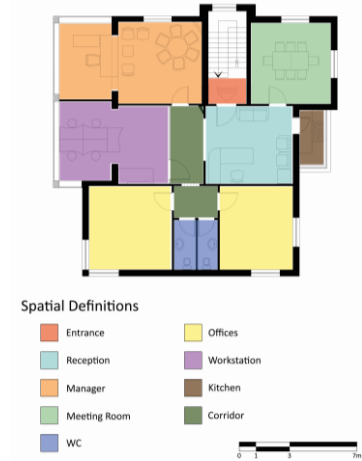 Spatial Definitions
Entrance
Offices
Reception
Workstation
Manager
Kitchen
Meeting Room
Corridor
WC
0 1 3 7m